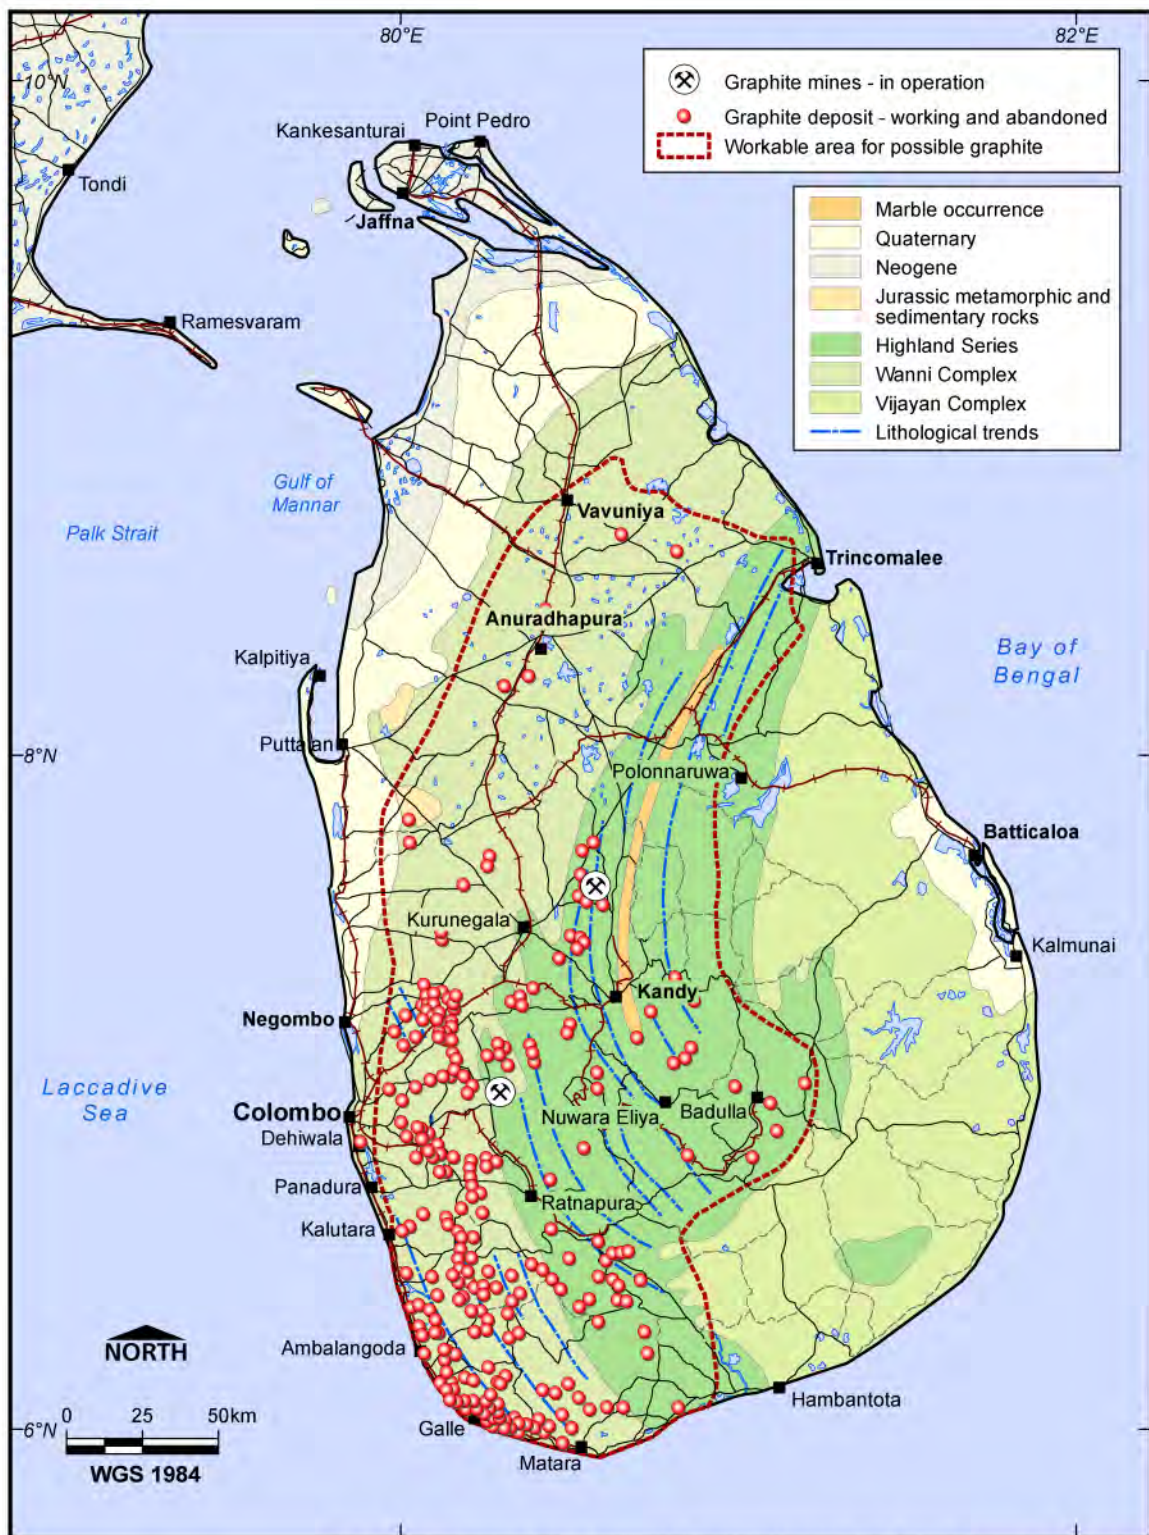 80°E
82°E
10°N
Graphite mines - in operation
Graphite deposit - working and abandoned
Workable area for possible graphite
Point Pedro
Kankesanturai
Tondi
Jaffna
Marble occurrence
Quaternary
Neogene
Jurassic metamorphic and
sedimentary rocks
Highland Series
Wanni Complex
Vijayan Complex
Lithological trends
Ramesvaram
Gulf of
Mannar
Palk Strait
Vavuniya
Trincomalee
Anuradhapura
Kalpitiya
Bay of
Bengal
8°N
Puttalan
Polonnaruwa
Batticaloa
Kurunegala
Kalmunai
Kandy
Negombo
Laccadive
Sea
Colombo
Nuwara Eliya
Badulla
Dehiwala
Panadura
Ratnapura
Kalutara
NORTH
Ambalangoda
Hambantota
0 25 50km
6°N
Galle
Matara
WGS 1984